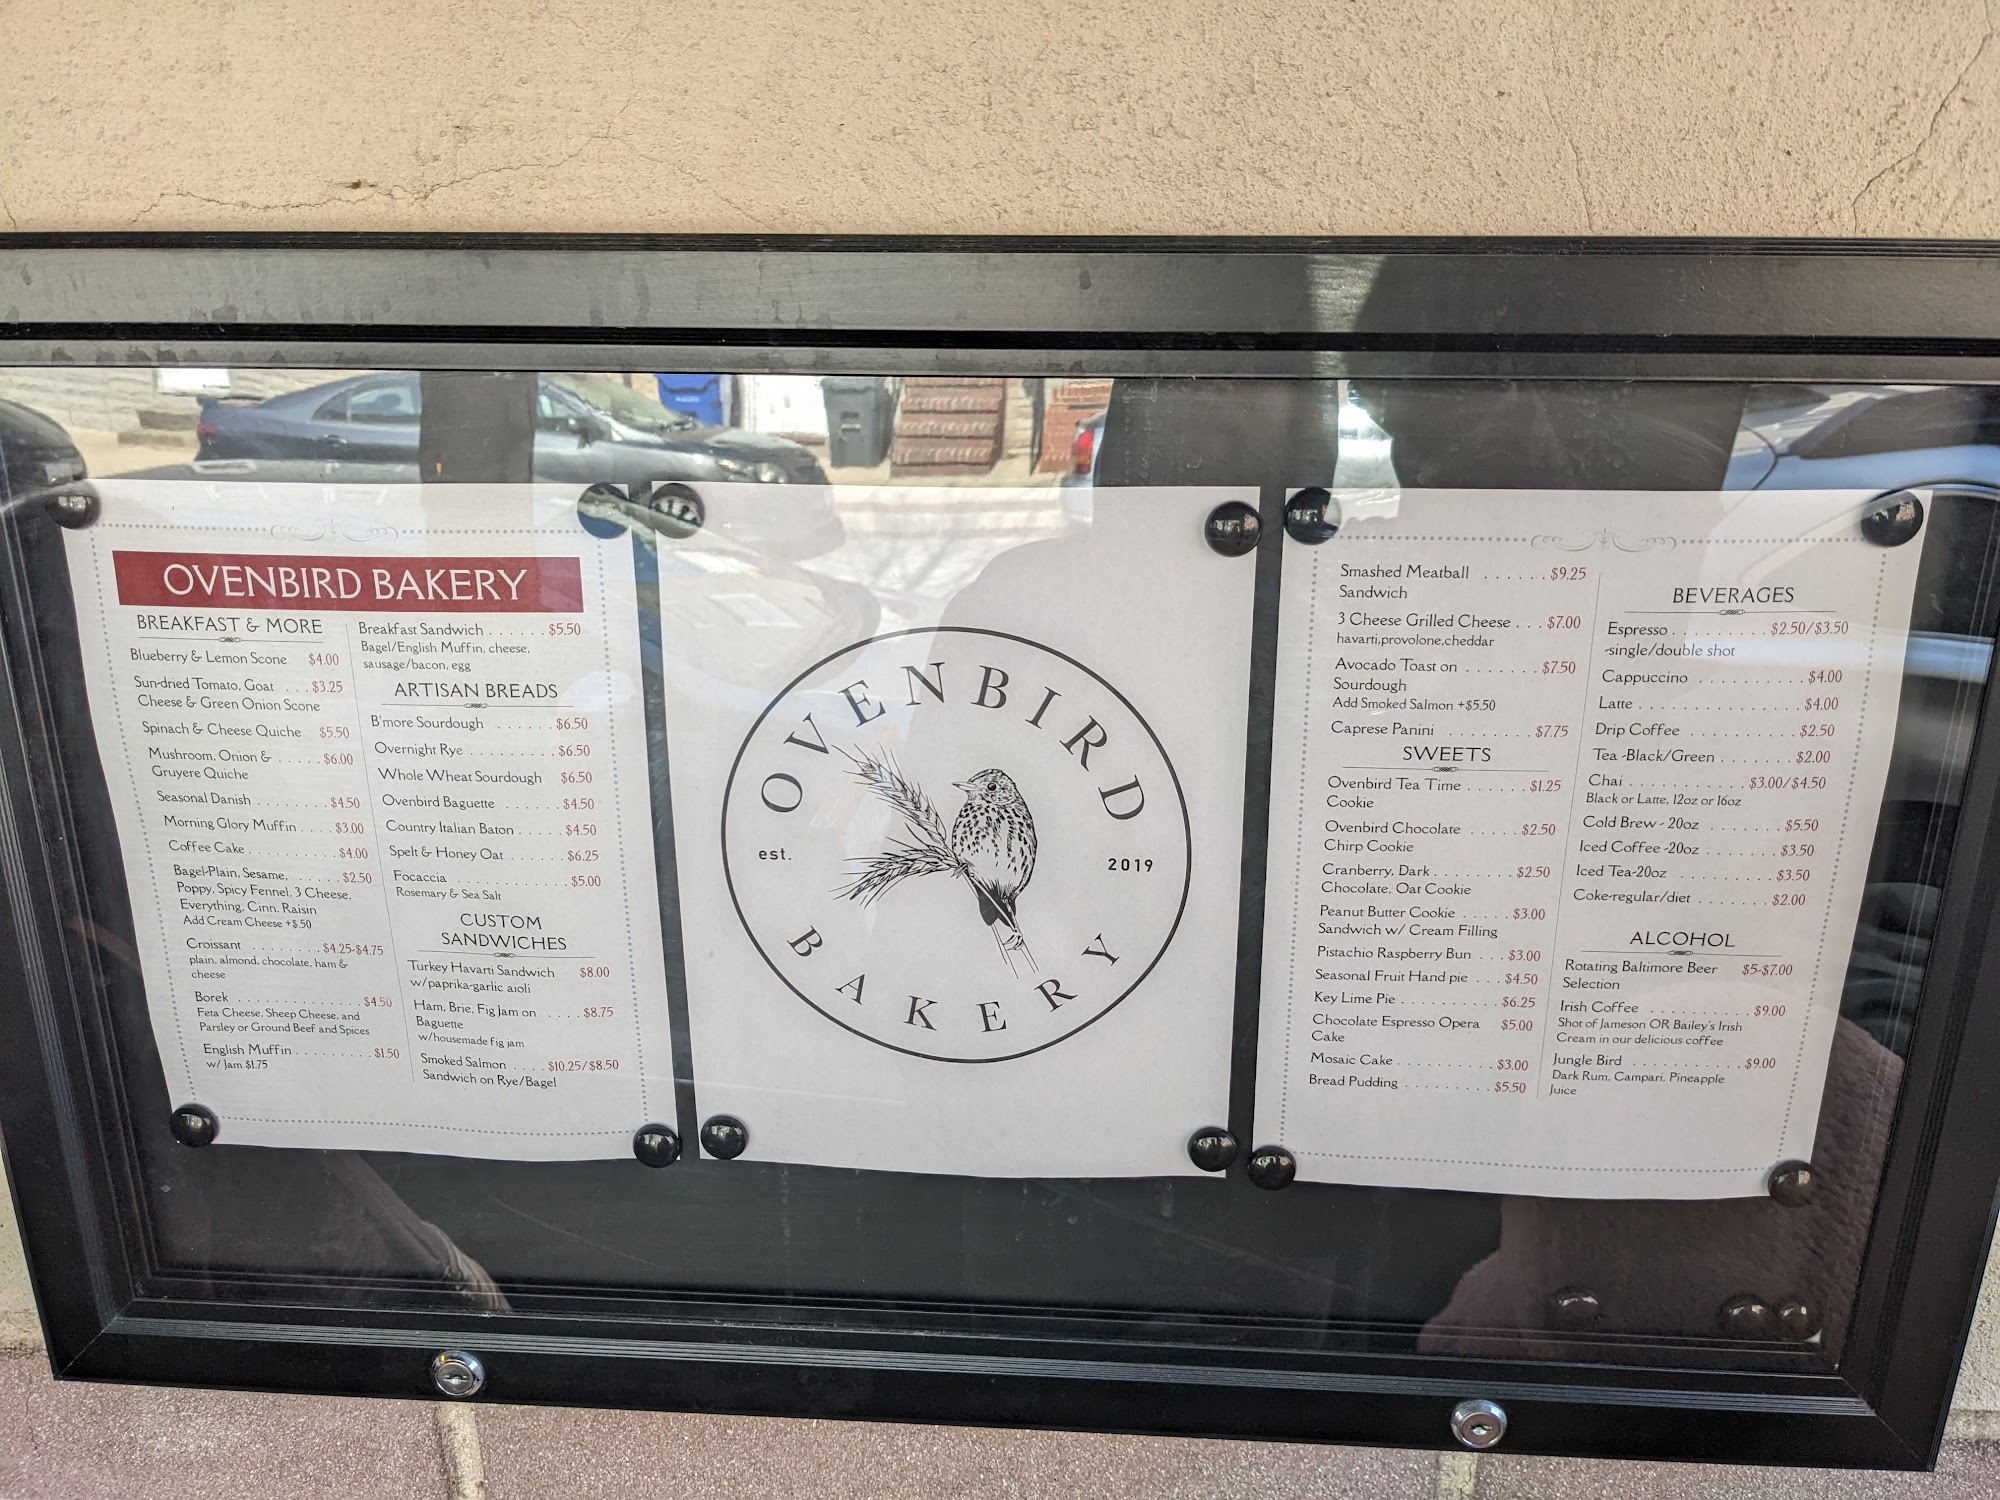 OVENBIRD BAKERY
BREAKFAST & MORE
Blueberry & Lemon Scone $4.00
Sun-dried Tomato, Goat . . . $3.25
Cheese & Green Onion Scone
Spinach & Cheese Quiche $5.50
Mushroom, Onion & . . . . . $6.00
Gruyere Quiche
Seasonal Danish . . . . . . . . $4.50
Morning Glory Muffin . . . . $3.00
Coffee Cake . . . . . . . . . . $4.00
Bagel-Plain, Sesame, . . . . . . $2.50
Poppy, Spicy Fennel, 3 Cheese,
Everything, Cinn. Raisin
Add Cream Cheese +$.50
Croissant . . . . . . . . $4.25-$4.75
plain, almond, chocolate, ham &
cheese
Borek . . . . . . . . . . . . . . $4.50
Feta Cheese, Sheep Cheese, and
Parsley or Ground Beef and Spices
English Muffin . . . . . . . . . $1.50
w/ Jam $1.75
Breakfast Sandwich . . . . . . $5.50
Bagel/English Muffin, cheese,
sausage/bacon, egg
ARTISAN BREADS
B'more Sourdough . . . . . . $6.50
Overnight Rye . . . . . . . . . $6.50
Whole Wheat Sourdough $6.50
Ovenbird Baguette . . . . . . $4.50
Country Italian Baton . . . . . $4.50
Spelt & Honey Oat . . . . . . $6.25
Focaccia . . . . . . . . . . . . $5.00
Rosemary & Sea Salt
CUSTOM
SANDWICHES
Turkey Havarti Sandwich $8.00
w/paprika-garlic aioli
Ham, Brie, Fig Jam on . . . . $8.75
Baguette
w/housemade fig jam
Smoked Salmon . . . . $10.25/$8.50
Sandwich on Rye/Bagel
OVENBIRD
est. 2019
BAKERY
Smashed Meatball . . . . . . $9.25
Sandwich
3 Cheese Grilled Cheese . . . $7.00
havarti,provolone,cheddar
Avocado Toast on . . . . . . . $7.50
Sourdough
Add Smoked Salmon +$5.50
Caprese Panini . . . . . . . . $7.75
SWEETS
Ovenbird Tea Time . . . . . . $1.25
Cookie
Ovenbird Chocolate . . . . . $2.50
Chirp Cookie
Cranberry, Dark . . . . . . . . $2.50
Chocolate, Oat Cookie
Peanut Butter Cookie . . . . . $3.00
Sandwich w/ Cream Filling
Pistachio Raspberry Bun . . . $3.00
Seasonal Fruit Hand pie . . . $4.50
Key Lime Pie . . . . . . . . . . $6.25
Chocolate Espresso Opera $5.00
Cake
Mosaic Cake . . . . . . . . . . $3.00
Bread Pudding . . . . . . . . . $5.50
BEVERAGES
Espresso . . . . . . . . . $2.50/$3.50
-single/double shot
Cappuccino . . . . . . . . . . . $4.00
Latte . . . . . . . . . . . . . . . $4.00
Drip Coffee . . . . . . . . . . $2.50
Tea -Black/Green . . . . . . . $2.00
Chai . . . . . . . . . . . $3.00/$4.50
Black or Latte, 12oz or 16oz
Cold Brew - 20oz . . . . . . . $5.50
Iced Coffee -20oz . . . . . . . $3.50
Iced Tea-20oz . . . . . . . . . $3.50
Coke-regular/diet . . . . . . . $2.00
ALCOHOL
Rotating Baltimore Beer $5-$7.00
Selection
Irish Coffee . . . . . . . . . . . $9.00
Shot of Jameson OR Bailey's Irish
Cream in our delicious coffee
Jungle Bird . . . . . . . . . . . $9.00
Dark Rum, Campari, Pineapple
Juice